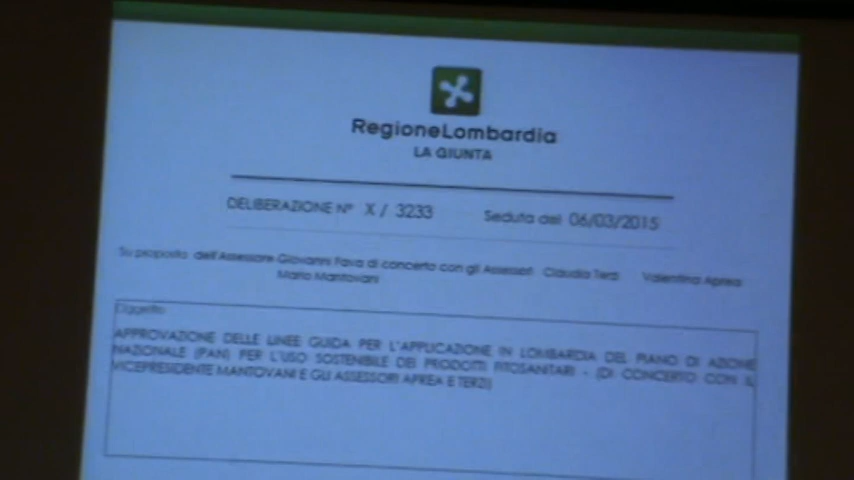 RegioneLombardia
LA GIUNTA
DELIBERAZIONE N° X / 3233 Seduta del 06/03/2015
Su proposta dell'Assessore Giovanni Fava di concerto con gli Assessori Claudia Terzi Valentina Aprea
Mario Mantovani
Oggetto
APPROVAZIONE DELLE LINEE GUIDA PER L'APPLICAZIONE IN LOMBARDIA DEL PIANO DI AZIONE
NAZIONALE (PAN) PER L'USO SOSTENIBILE DEI PRODOTTI FITOSANITARI - (DI CONCERTO CON IL
VICEPRESIDENTE MANTOVANI E GLI ASSESSORI APREA E TERZI)